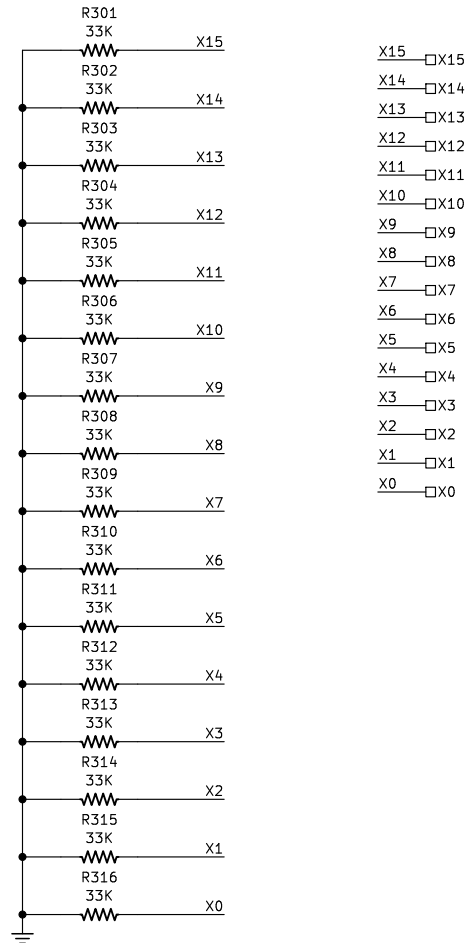 R301
33K
X15
R302
33K
X14
R303
33K
X13
R304
33K
X12
R305
33K
X11
R306
33K
X10
R307
33K
X9
R308
33K
X8
R309
33K
X7
R310
33K
X6
R311
33K
X5
R312
33K
X4
R313
33K
X3
R314
33K
X2
R315
33K
X1
R316
33K
X0
X15 X15
X14 X14
X13 X13
X12 X12
X11 X11
X10 X10
X9 X9
X8 X8
X7 X7
X6 X6
X5 X5
X4 X4
X3 X3
X2 X2
X1 X1
X0 X0